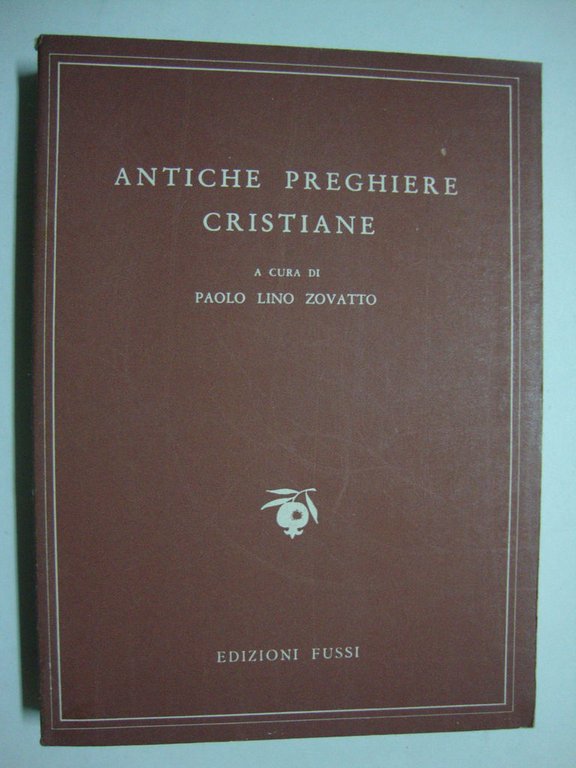 ANTICHE PREGHIERE
CRISTIANE
A CURA DI
PAOLO LINO ZOVATTO
EDIZIONI FUSSI